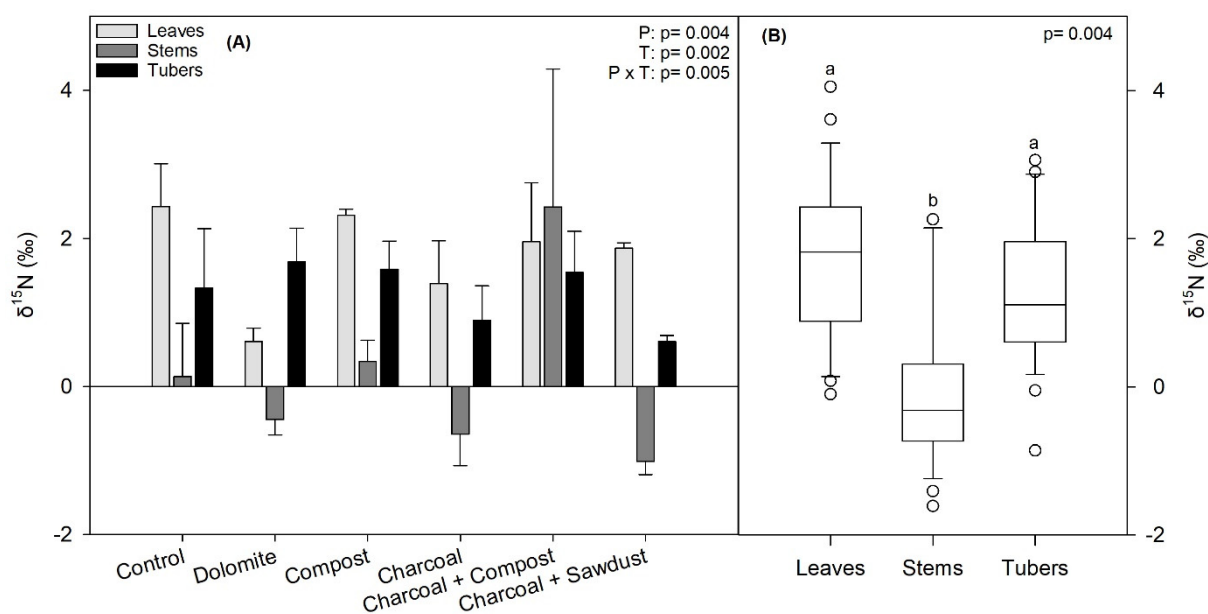 Leaves
Stems
Tubers
(A)
P: p= 0.004
T: p= 0.002
P x T: p= 0.005
δ15N (‰)
4
2
0
-2
Control
Dolomite
Compost
Charcoal
Charcoal + Compost
Charcoal + Sawdust
(B)
p= 0.004
a
b
a
4
2
0
-2
δ15N (‰)
Leaves
Stems
Tubers